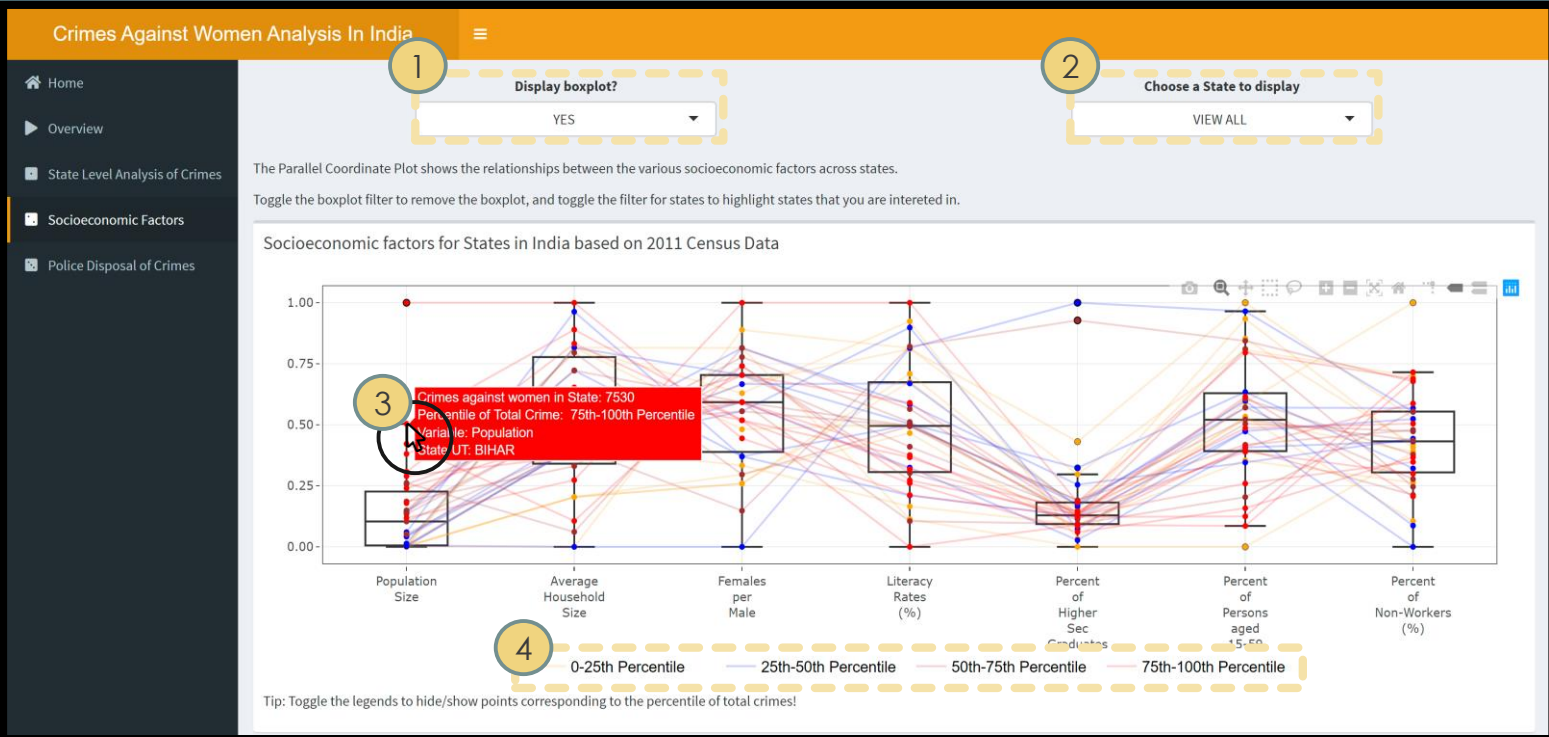 Crimes Against Women Analysis In India
1
2
Home
Display boxplot?
Choose a State to display
YES
VIEW ALL
Overview
State Level Analysis of Crimes
The Parallel Coordinate Plot shows the relationships between the various socioeconomic factors across states.
Toggle the boxplot filter to remove the boxplot, and toggle the filter for states to highlight states that you are intereted in.
Socioeconomic Factors
Police Disposal of Crimes
Socioeconomic factors for States in India based on 2011 Census Data
1.00
0.75
3
Crimes against women in State: 7530
Percentile of Total Crime: 75th-100th Percentile
Variable: Population
State/UT: BIHAR
0.50
0.25
0.00
Population
Size
Average
Household
Size
Females
per
Male
Literacy
Rates
(%)
Percent
of
Higher
Sec
Graduates
Percent
of
Persons
aged
15-59
Percent
of
Non-Workers
(%)
4
0-25th Percentile
25th-50th Percentile
50th-75th Percentile
75th-100th Percentile
Tip: Toggle the legends to hide/show points corresponding to the percentile of total crimes!